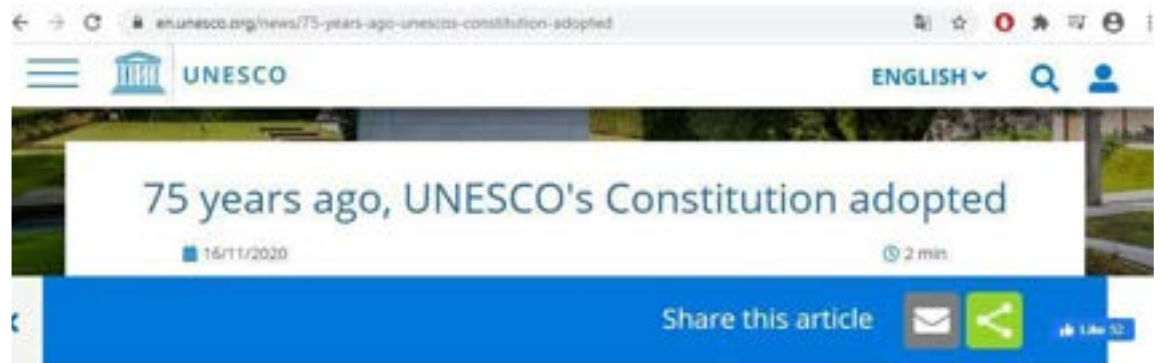 en.unesco.org/news/75-years-ago-unescos-constitution-adopted
UNESCO
ENGLISH
75 years ago, UNESCO's Constitution adopted
16/11/2020
2 min
Share this article
Like 52